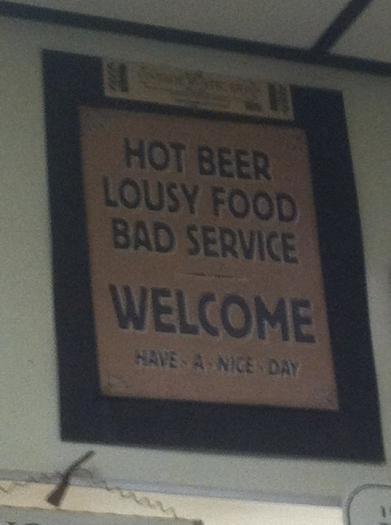 HOT BEER
LOUSY FOOD
BAD SERVICE
WELCOME
HAVE - A - NICE - DAY